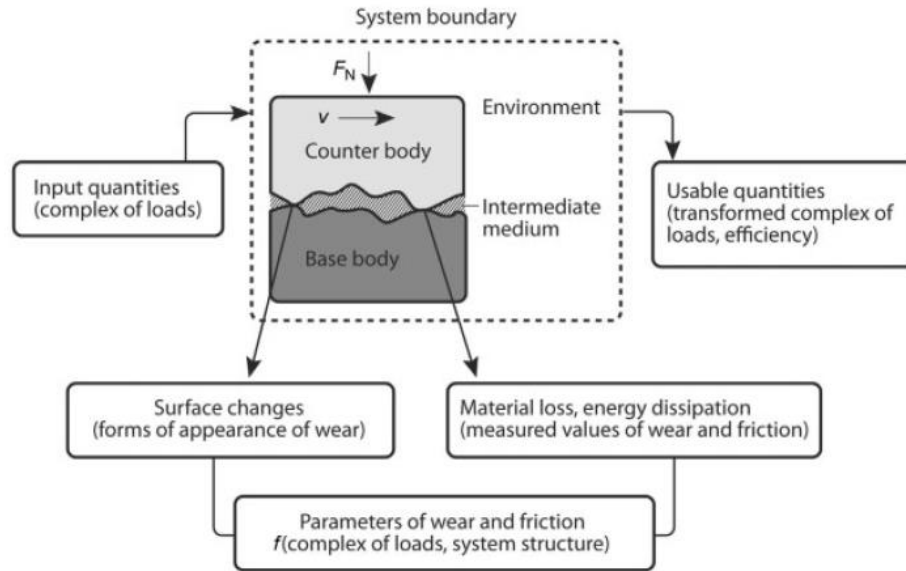 System boundary
F_N
Environment
v
Counter body
Input quantities
(complex of loads)
Usable quantities
(transformed complex of
loads, efficiency)
Intermediate
medium
Base body
Surface changes
(forms of appearance of wear)
Material loss, energy dissipation
(measured values of wear and friction)
Parameters of wear and friction
f(complex of loads, system structure)